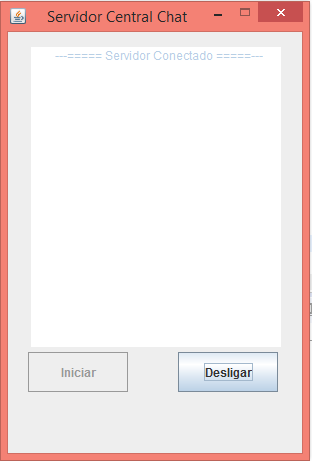 Servidor Central Chat
---===== Servidor Conectado =====---
Iniciar
Desligar